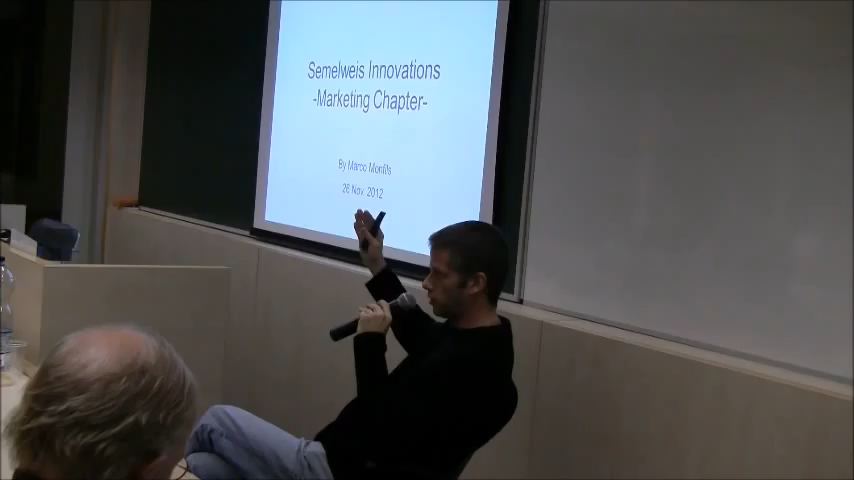 Semelweis Innovations
-Marketing Chapter-
By Marco Monfils
26 Nov. 2012